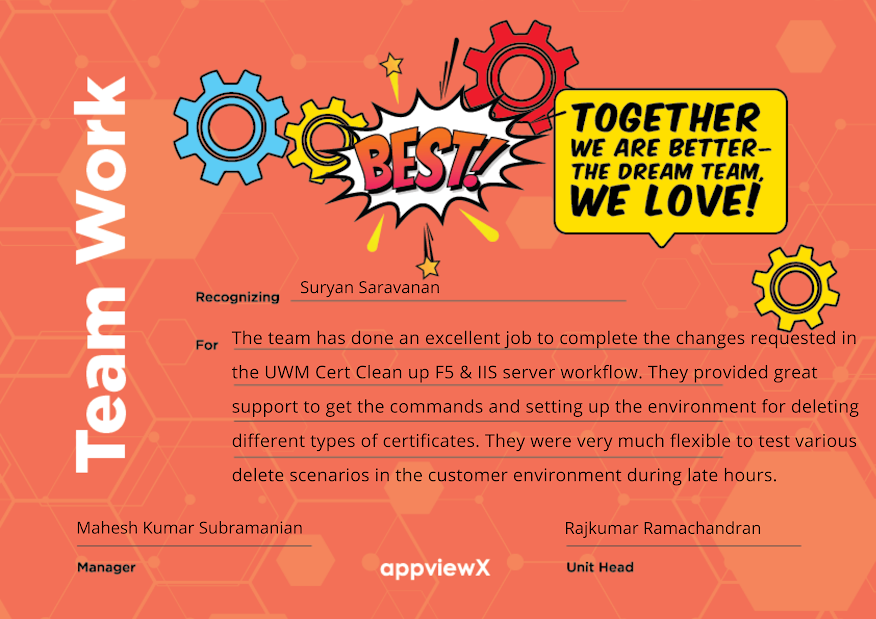 Team Work
BEST!
TOGETHER
WE ARE BETTER-
THE DREAM TEAM,
WE LOVE!
Recognizing Suryan Saravanan
For The team has done an excellent job to complete the changes requested in
the UWM Cert Clean up F5 & IIS server workflow. They provided great
support to get the commands and setting up the environment for deleting
different types of certificates. They were very much flexible to test various
delete scenarios in the customer environment during late hours.
Mahesh Kumar Subramanian Rajkumar Ramachandran
Manager appviewX Unit Head